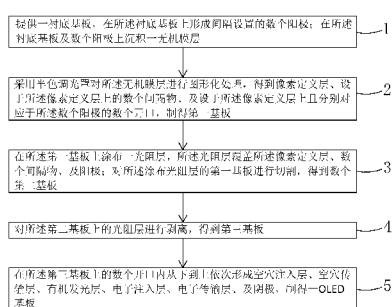 提供一衬底基板，在所述衬底基板上形成间隔设置的数个阳极；在所述
衬底基板及数个阳极上沉积一无机膜层
1
采用半色调光罩对所述无机膜层进行图形化处理，得到像素定义层、设
于所述像素定义层上的数个间隔物、及设于所述像素定义层上且分别对
应于所述数个阳极的数个开口，制得第一基板
2
在所述第一基板上涂布一光阻层，所述光阻层覆盖所述像素定义层、数
个间隔物、及阳极；对所述涂布光阻层的第一基板进行切割，得到数个
第二基板
3
对所述第二基板上的光阻层进行剥离，得到第三基板
4
在所述第三基板上的数个开口内从下到上依次形成空穴注入层、空穴传
输层、有机发光层、电子注入层、电子传输层、及阴极，制得一OLED
基板
5